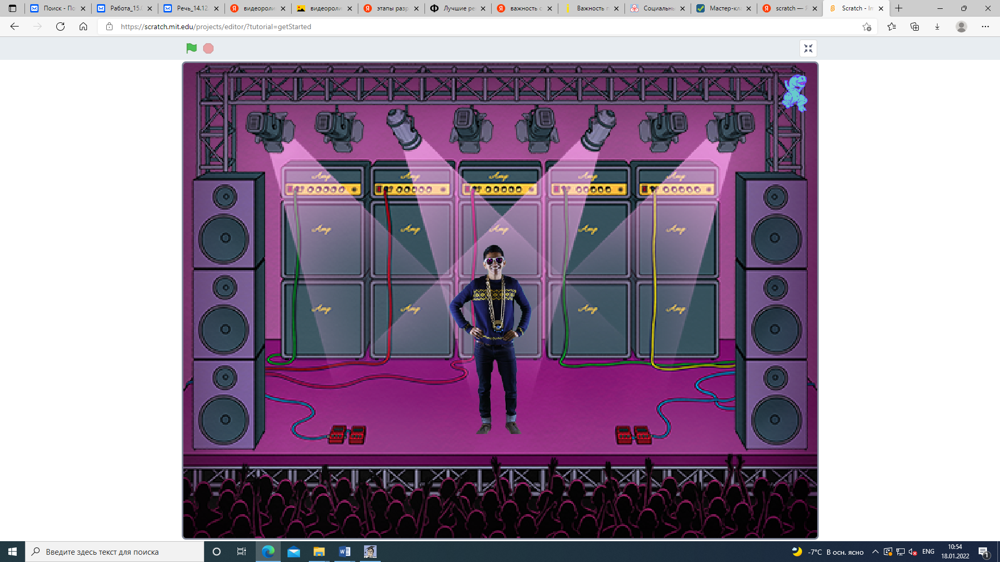 Поиск - По
Работа_15.0
Речь_14.12.
видеороли
видеороли
этапы разр
Лучшие ре
важность с
Важность п
Социальны
Мастер-кл
scratch — Я
Scratch - Im
https://scratch.mit.edu/projects/editor/?tutorial=getStarted
Amp Amp Amp Amp Amp
Amp Amp Amp Amp Amp
Amp Amp Amp Amp
Введите здесь текст для поиска
-7°C В осн. ясно
ENG
10:54
18.01.2022
1